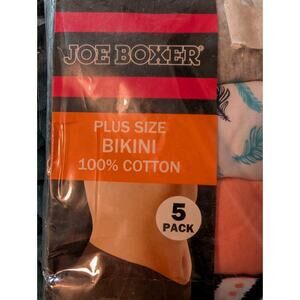 JOE BOXER®
PLUS SIZE
BIKINI
100% COTTON
5
PACK